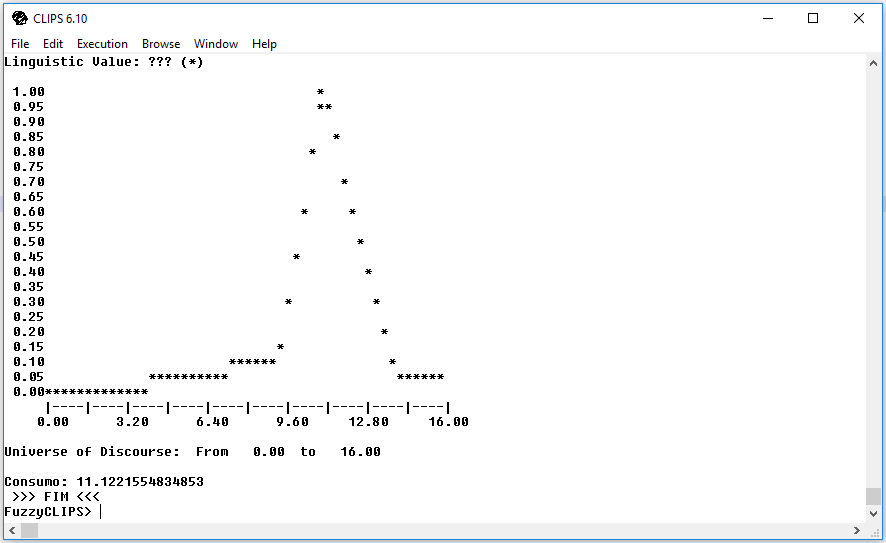 CLIPS 6.10
File Edit Execution Browse Window Help
Linguistic Value: ??? (*)
1.00 *
0.95 **
0.90
0.85 *
0.80 *
0.75
0.70 *
0.65
0.60 * *
0.55
0.50 *
0.45 *
0.40 *
0.35
0.30 * *
0.25
0.20 *
0.15 *
0.10 ****** *
0.05 ********** ******
0.00*************
|----|----|----|----|----|----|----|----|----|----|
0.00 3.20 6.40 9.60 12.80 16.00
Universe of Discourse: From 0.00 to 16.00
Consumo: 11.1221554834853
>>> FIM <<<
FuzzyCLIPS>